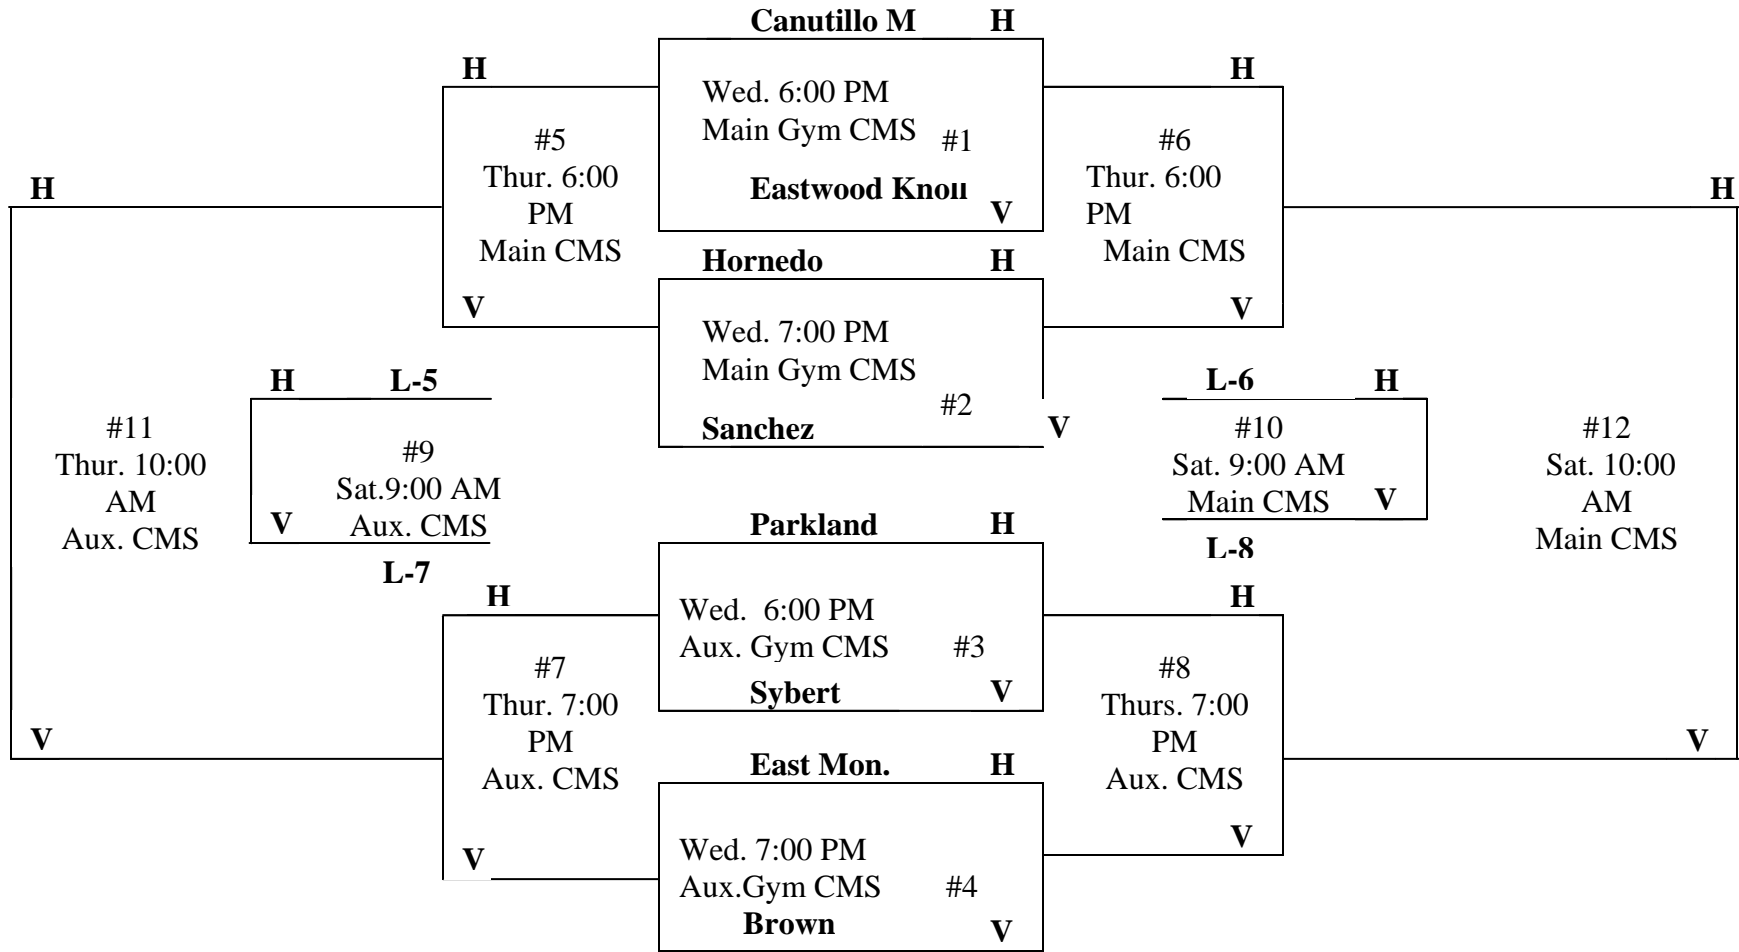 Canutillo M H
H H
Wed. 6:00 PM
Main Gym CMS #1
#5
Thur. 6:00
PM
Main CMS
#6
Thur. 6:00
PM
Main CMS
H
Eastwood Knoll
V
H
Hornedo H
V V
Wed. 7:00 PM
Main Gym CMS
#2
Sanchez V
H L-5
#9
Sat.9:00 AM
V Aux. CMS
L-7
L-6 H
#10
Sat. 9:00 AM
Main CMS V
L-8
#11
Thur. 10:00
AM
Aux. CMS
#12
Sat. 10:00
AM
Main CMS
Parkland H
H H
Wed. 6:00 PM
Aux. Gym CMS #3
Sybert V
#7
Thur. 7:00
PM
Aux. CMS
#8
Thurs. 7:00
PM
Aux. CMS
V V
East Mon. H
Wed. 7:00 PM
Aux.Gym CMS #4
Brown V
V V